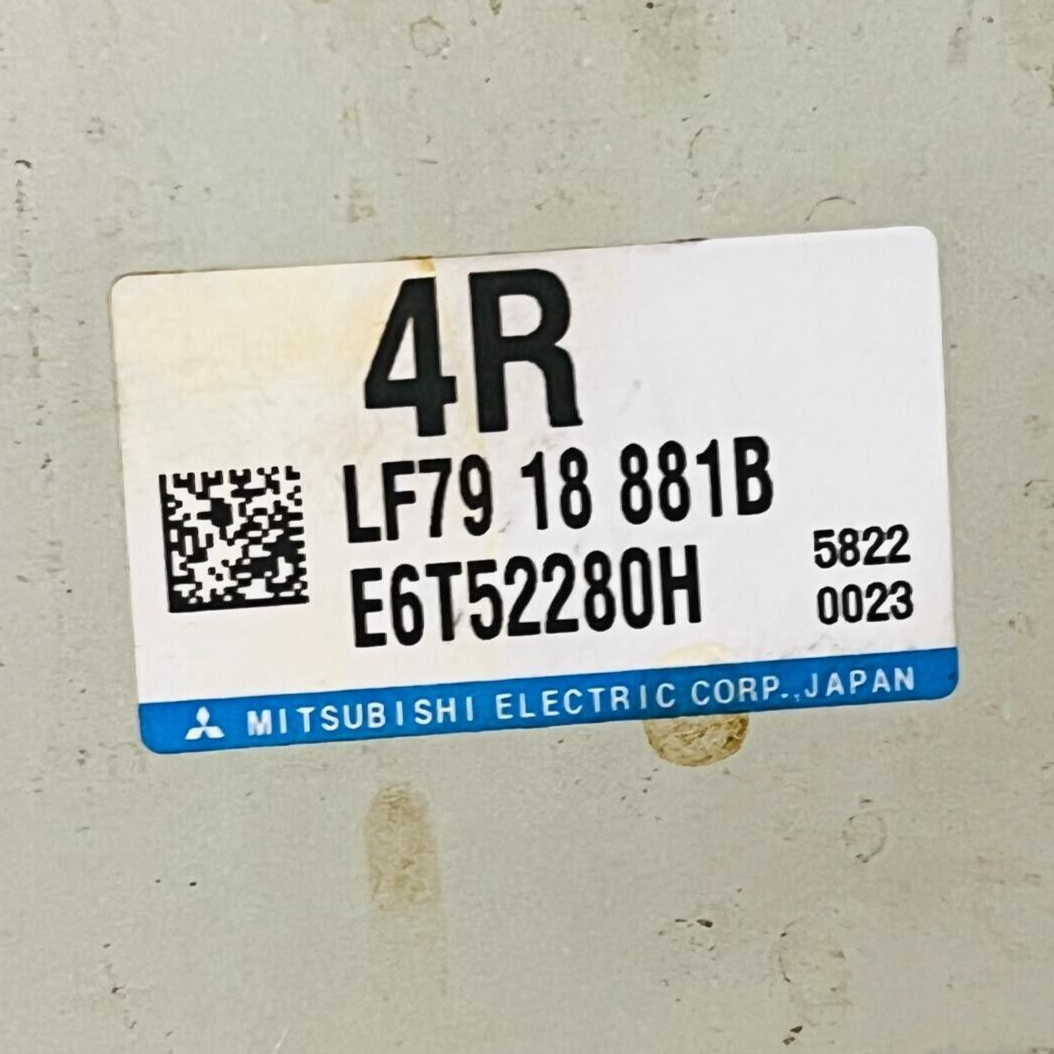 4R
LF79 18 881B
E6T52280H
5822
0023
MITSUBISHI ELECTRIC CORP.,JAPAN